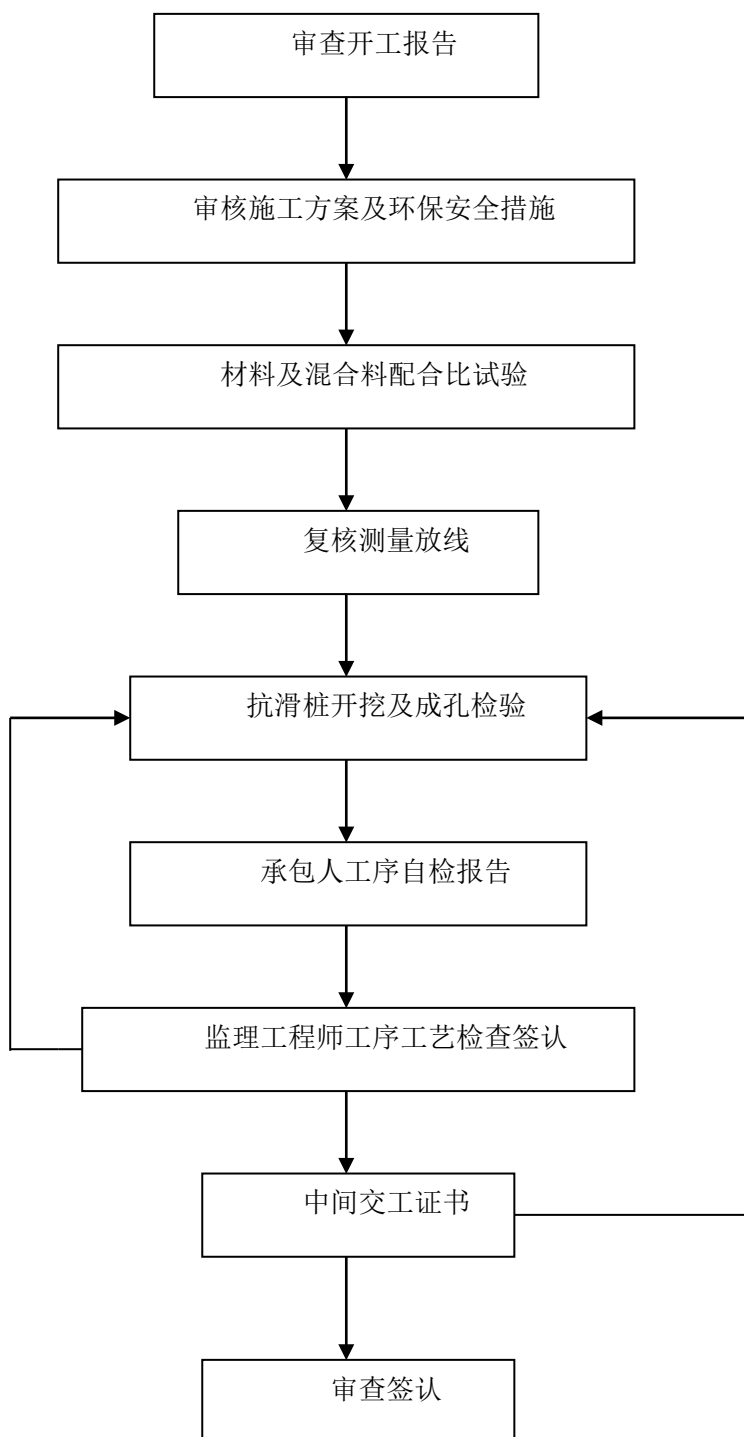 审查开工报告
审核施工方案及环保安全措施
材料及混合料配合比试验
复核测量放线
抗滑桩开挖及成孔检验
承包人工序自检报告
监理工程师工序工艺检查签认
中间交工证书
审查签认